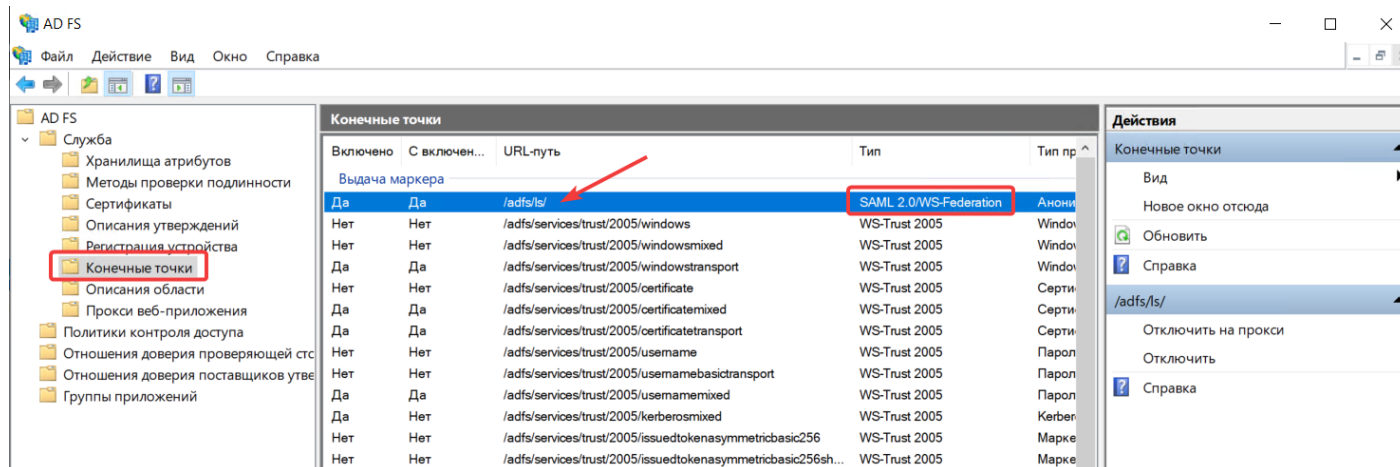 AD FS
Файл Действие Вид Окно Справка
AD FS
Служба
Хранилища атрибутов
Методы проверки подлинности
Сертификаты
Описания утверждений
Регистрация устройства
Конечные точки
Описания области
Прокси веб-приложения
Политики контроля доступа
Отношения доверия проверяющей стс
Отношения доверия поставщиков утве
Группы приложений
Конечные точки
Включено С включен... URL-путь Тип Тип пр
Выдача маркера
Да Да /adfs/ls/ SAML 2.0/WS-Federation Анони
Нет Нет /adfs/services/trust/2005/windows WS-Trust 2005 Window
Нет Нет /adfs/services/trust/2005/windowsmixed WS-Trust 2005 Window
Да Да /adfs/services/trust/2005/windowstransport WS-Trust 2005 Window
Нет Нет /adfs/services/trust/2005/certificate WS-Trust 2005 Серти
Да Да /adfs/services/trust/2005/certificatemixed WS-Trust 2005 Серти
Да Да /adfs/services/trust/2005/certificatetransport WS-Trust 2005 Серти
Нет Нет /adfs/services/trust/2005/username WS-Trust 2005 Парол
Нет Нет /adfs/services/trust/2005/usernamebasictransport WS-Trust 2005 Парол
Да Да /adfs/services/trust/2005/usernamemixed WS-Trust 2005 Парол
Да Нет /adfs/services/trust/2005/kerberosmixed WS-Trust 2005 Kerber
Нет Нет /adfs/services/trust/2005/issuedtokenasymmetricbasic256 WS-Trust 2005 Марке
Нет Нет /adfs/services/trust/2005/issuedtokenasymmetricbasic256sh... WS-Trust 2005 Марке
Действия
Конечные точки
Вид
Новое окно отсюда
Обновить
Справка
/adfs/ls/
Отключить на прокси
Отключить
Справка